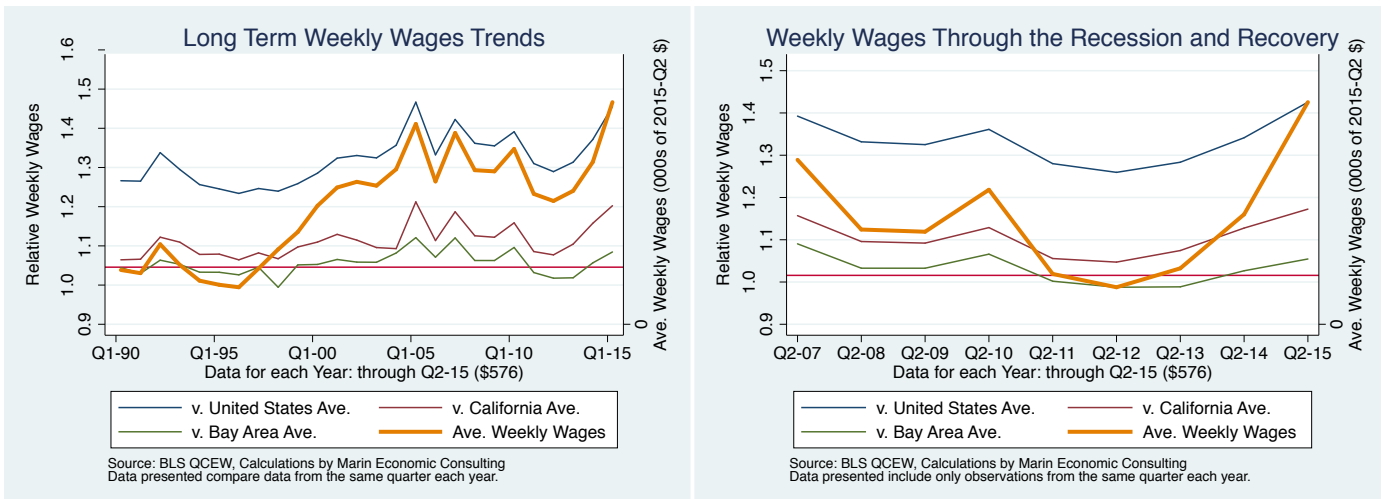 Long Term Weekly Wages Trends
Relative Weekly Wages
1.6
1.5
1.4
1.3
1.2
1.1
1.0
0.9
0
Ave. Weekly Wages (000s of 2015-Q2 $)
Q1-90 Q1-95 Q1-00 Q1-05 Q1-10 Q1-15
Data for each Year: through Q2-15 ($576)
v. United States Ave. v. California Ave.
v. Bay Area Ave. Ave. Weekly Wages
Source: BLS QCEW, Calculations by Marin Economic Consulting
Data presented compare data from the same quarter each year.
Weekly Wages Through the Recession and Recovery
Relative Weekly Wages
1.5
1.4
1.3
1.2
1.1
1.0
0.9
0
Ave. Weekly Wages (000s of 2015-Q2 $)
Q2-07 Q2-08 Q2-09 Q2-10 Q2-11 Q2-12 Q2-13 Q2-14 Q2-15
Data for each Year: through Q2-15 ($576)
v. United States Ave. v. California Ave.
v. Bay Area Ave. Ave. Weekly Wages
Source: BLS QCEW, Calculations by Marin Economic Consulting
Data presented include only observations from the same quarter each year.